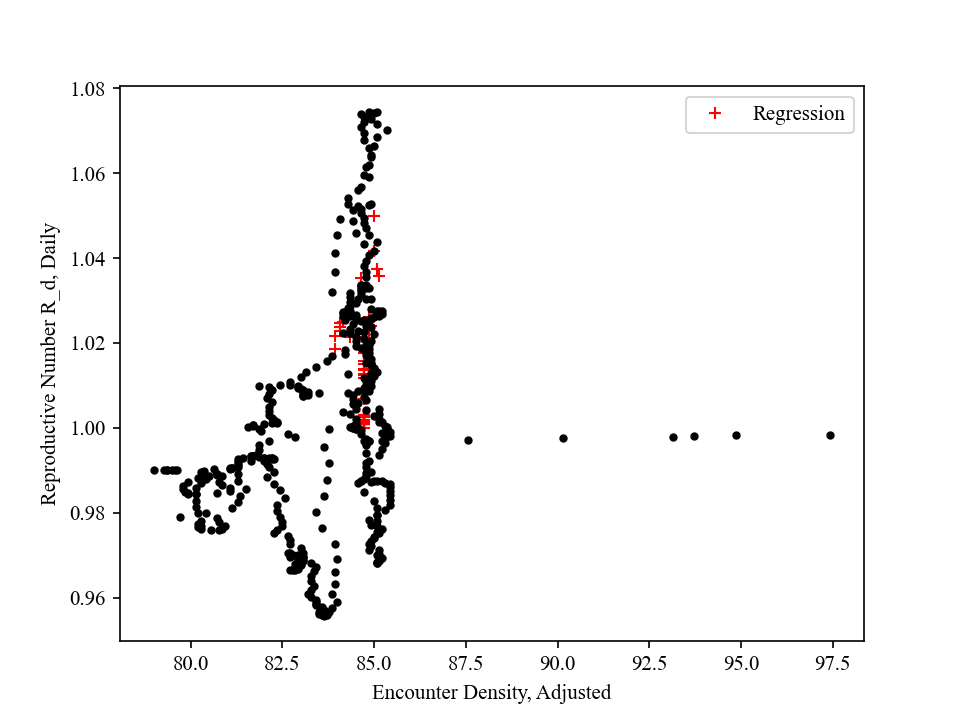 1.08
1.06
1.04
1.02
1.00
0.98
0.96
Reproductive Number R_d, Daily
Regression
80.0 82.5 85.0 87.5 90.0 92.5 95.0 97.5
Encounter Density, Adjusted